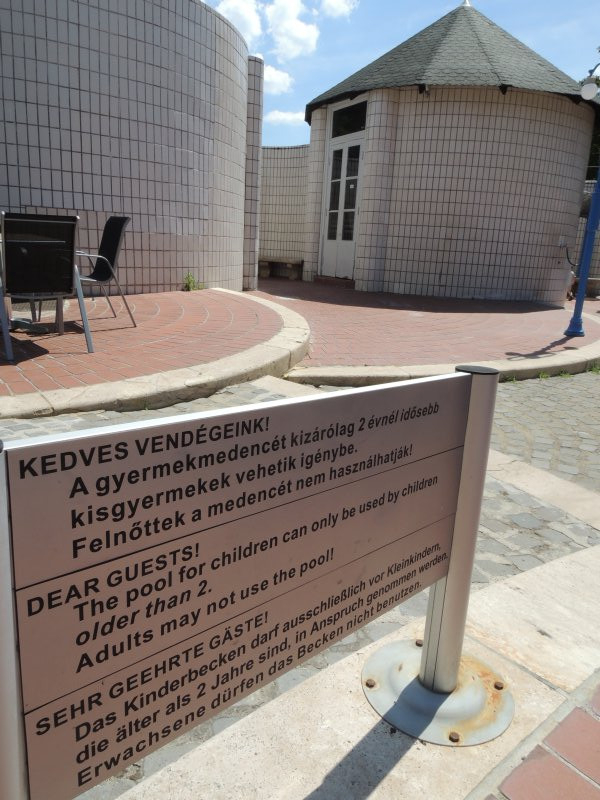 KEDVES VENDÉGEINK!
A gyermekmedencét kizárólag 2 évnél idősebb
kisgyermekek vehetik igénybe.
Felnőttek a medencét nem használhatják!
DEAR GUESTS!
The pool for children can only be used by children
older than 2.
Adults may not use the pool!
SEHR GEEHRTE GÄSTE!
Das Kinderbecken darf ausschließlich vor Kleinkindern,
die älter als 2 Jahre sind, in Anspruch genommen werden.
Erwachsene dürfen das Becken nicht benutzen.